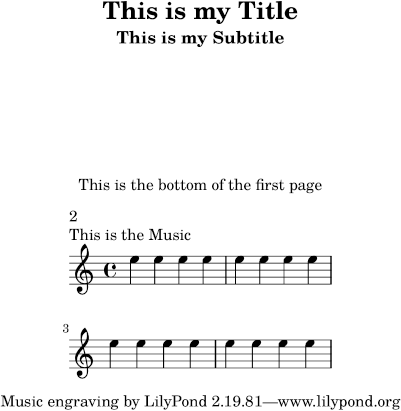 This is my Title
This is my Subtitle
This is the bottom of the first page
2
This is the Music
3
Music engraving by LilyPond 2.19.81—www.lilypond.org